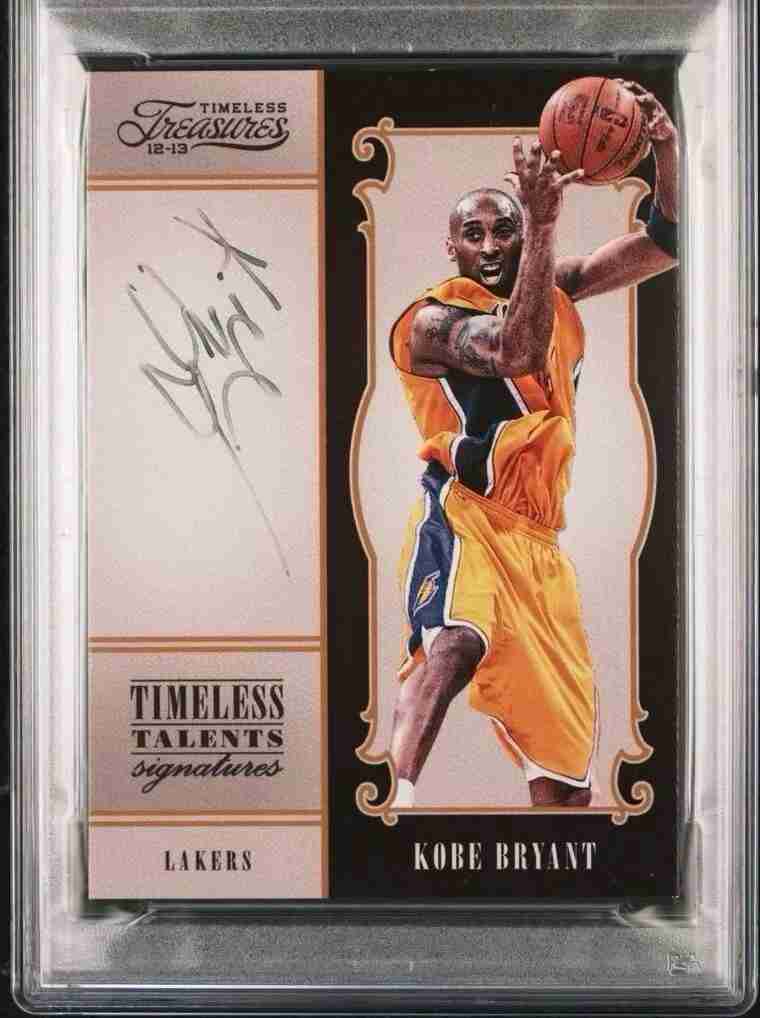 TIMELESS
Treasures
12-13
TIMELESS
TALENTS
signatures
LAKERS
KOBE BRYANT